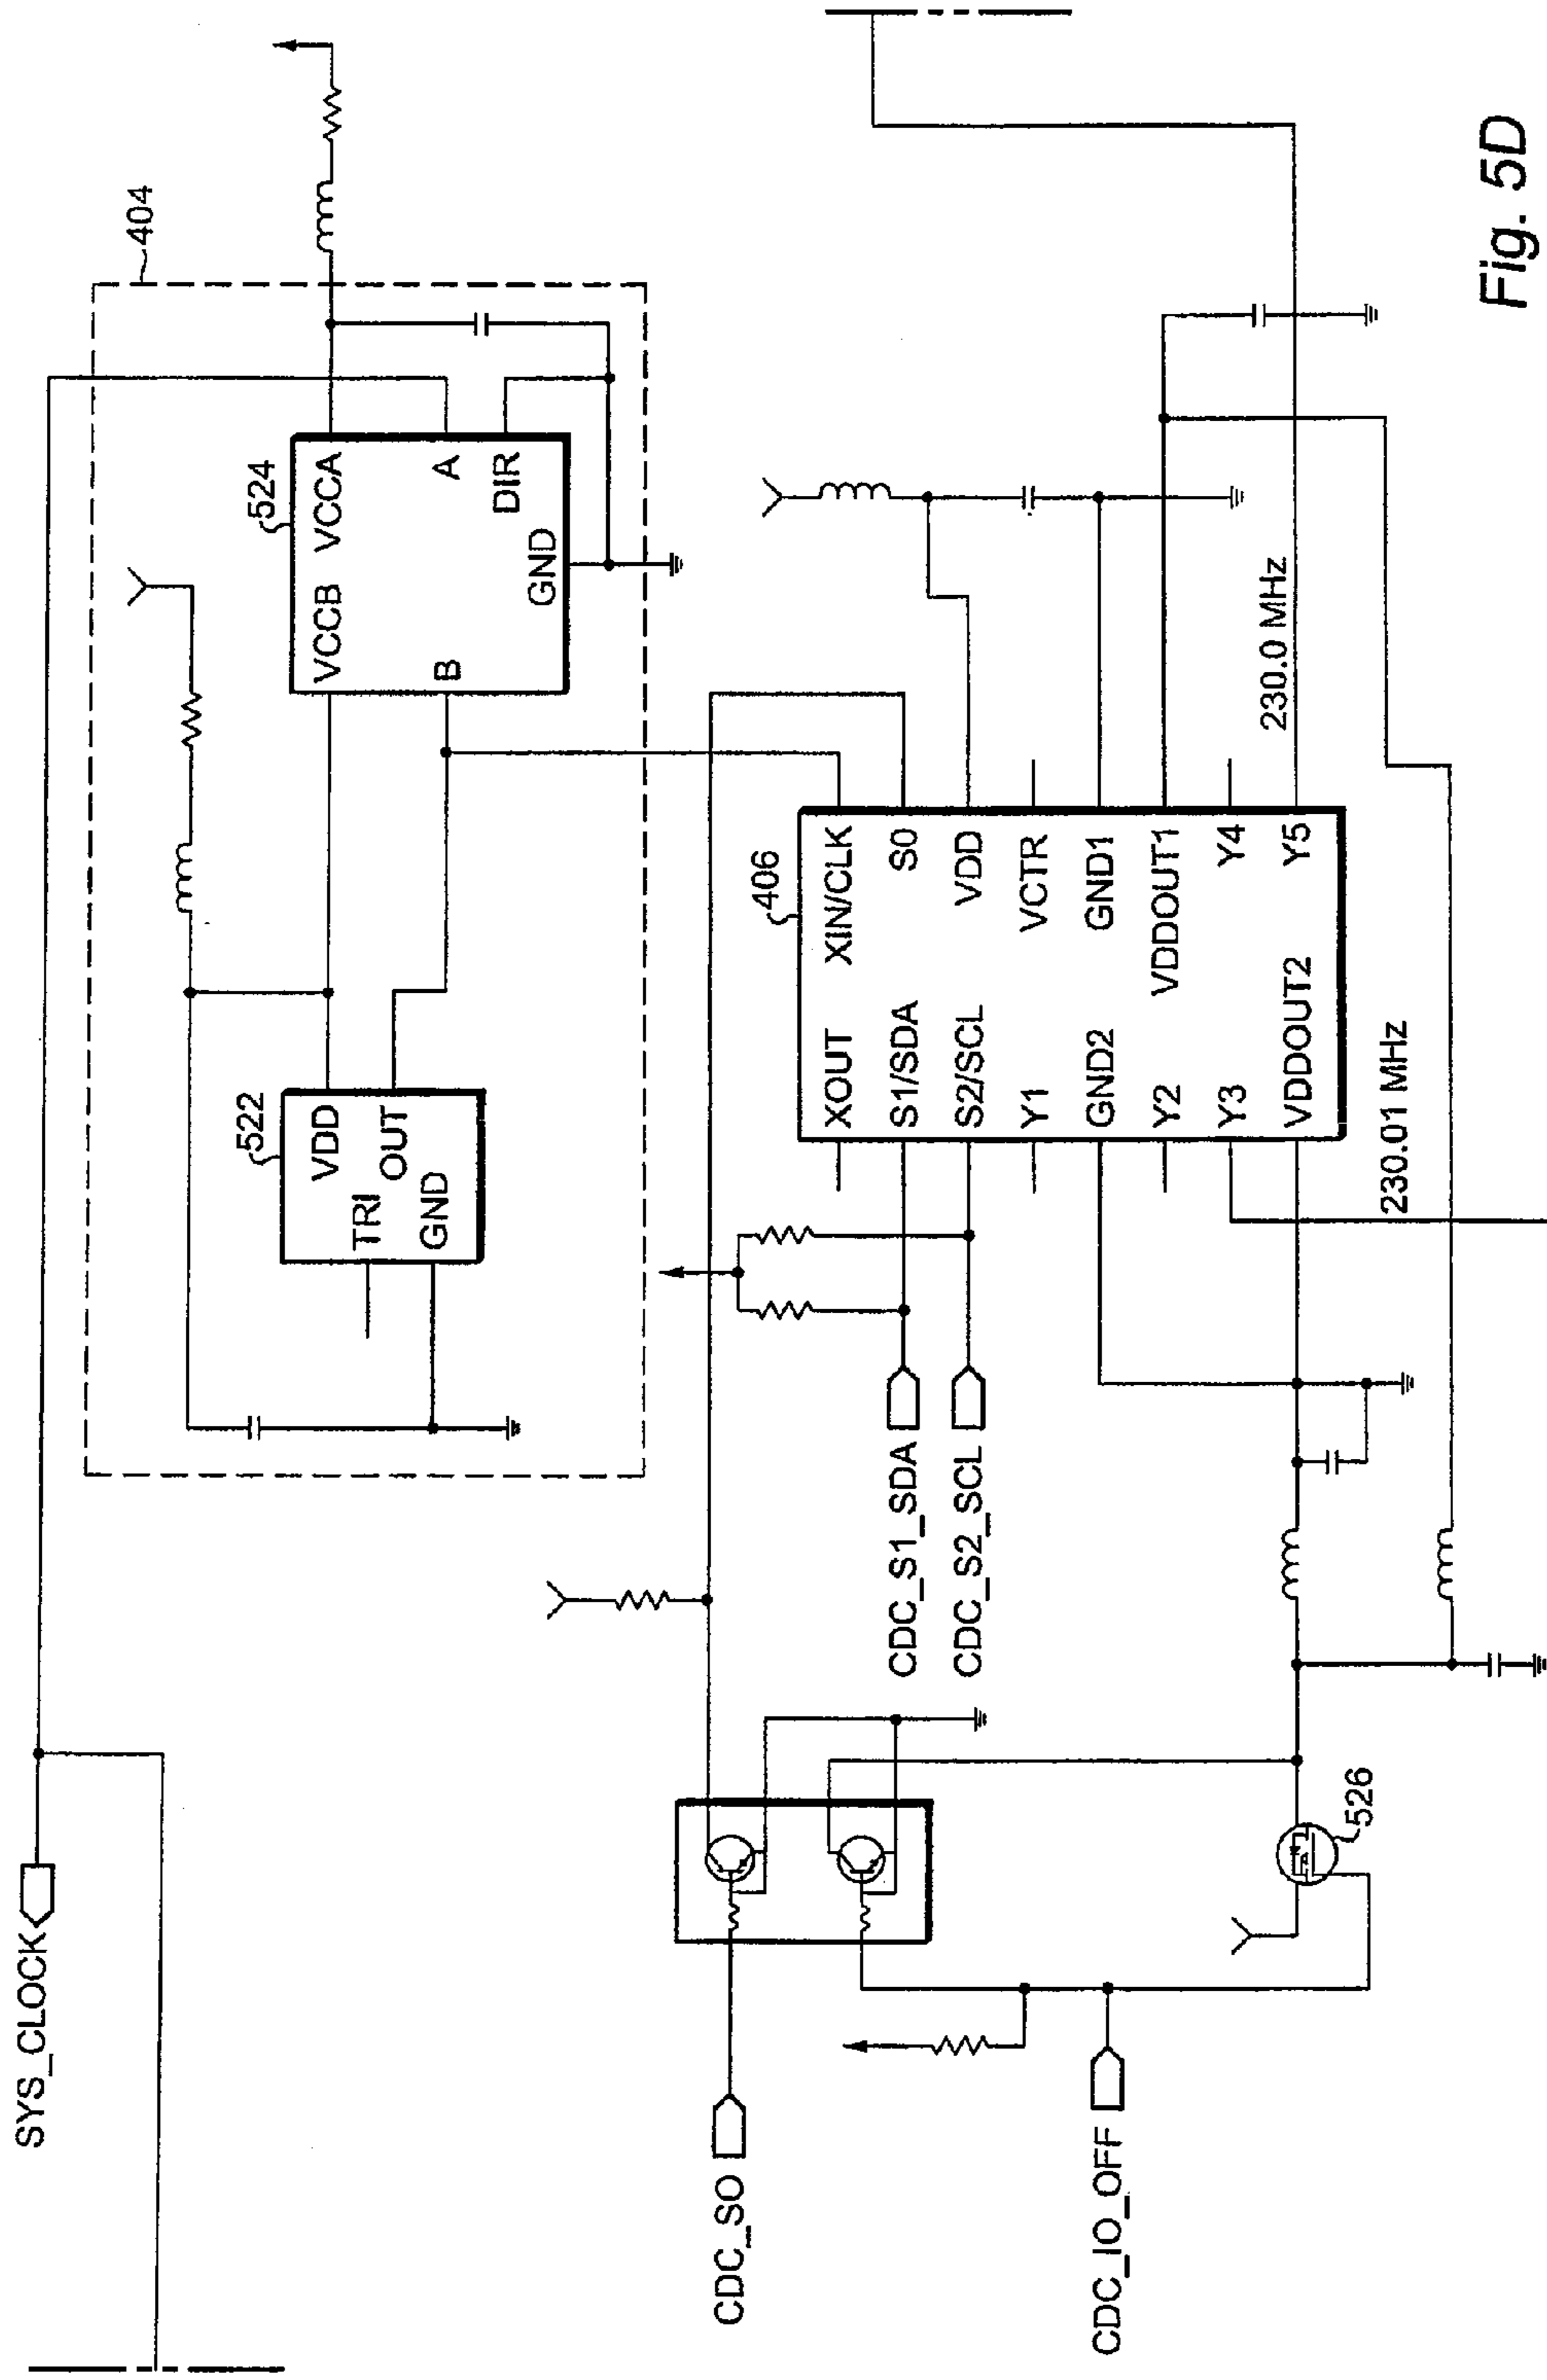 SYS_CLOCK
404
522
VDD
TRI
OUT
GND
524
VCCB
VCCA
B
A
DIR
GND
406
XOUT
XIN/CLK
S1/SDA
S0
S2/SCL
VDD
Y1
VCTR
GND2
GND1
Y2
VDDOUT1
Y3
Y4
VDDOUT2
Y5
230.0 MHz
230.01 MHz
CDC_S1_SDA
CDC_S2_SCL
CDC_SO
CDC_IO_OFF
526
Fig. 5D